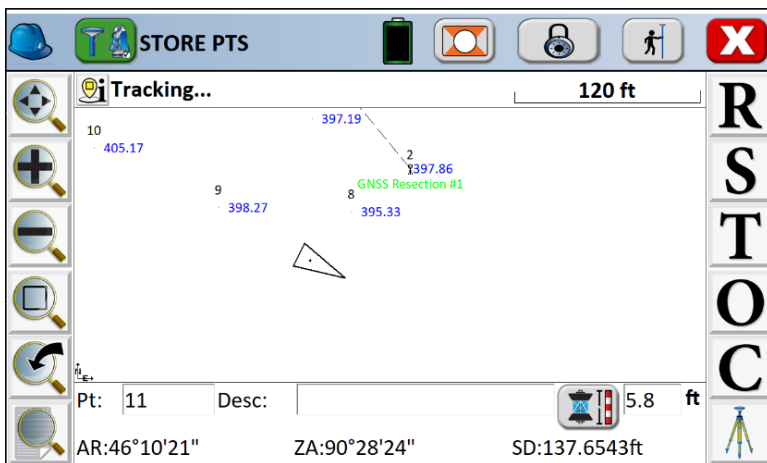 STORE PTS
Tracking...
120 ft
R
397.19
10
405.17
2
397.86
GNSS Resection #1
S
9
398.27
8
395.33
T
O
N
E
C
Pt: 11 Desc: 5.8 ft
AR:46°10'21" ZA:90°28'24" SD:137.6543ft